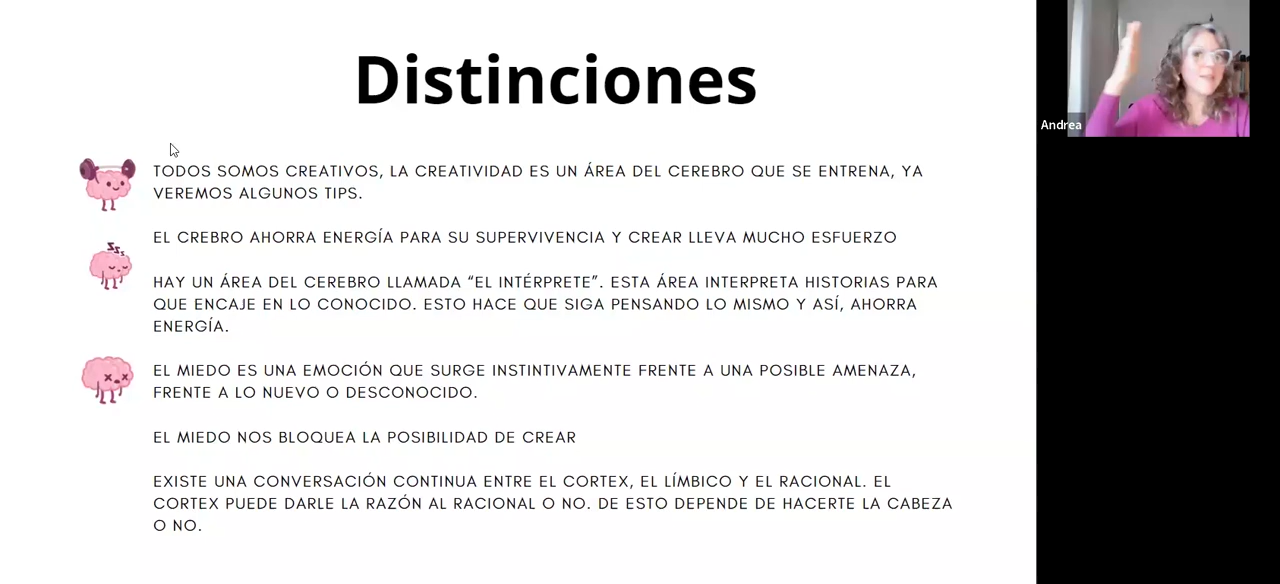 Distinciones
TODOS SOMOS CREATIVOS, LA CREATIVIDAD ES UN ÁREA DEL CEREBRO QUE SE ENTRENA, YA
VEREMOS ALGUNOS TIPS.
EL CREBRO AHORRA ENERGÍA PARA SU SUPERVIVENCIA Y CREAR LLEVA MUCHO ESFUERZO
HAY UN ÁREA DEL CEREBRO LLAMADA “EL INTÉRPRETE”. ESTA ÁREA INTERPRETA HISTORIAS PARA
QUE ENCAJE EN LO CONOCIDO. ESTO HACE QUE SIGA PENSANDO LO MISMO Y ASÍ, AHORRA
ENERGÍA.
EL MIEDO ES UNA EMOCIÓN QUE SURGE INSTINTIVAMENTE FRENTE A UNA POSIBLE AMENAZA,
FRENTE A LO NUEVO O DESCONOCIDO.
EL MIEDO NOS BLOQUEA LA POSIBILIDAD DE CREAR
EXISTE UNA CONVERSACIÓN CONTINUA ENTRE EL CORTEX, EL LÍMBICO Y EL RACIONAL. EL
CORTEX PUEDE DARLE LA RAZÓN AL RACIONAL O NO. DE ESTO DEPENDE DE HACERTE LA CABEZA
O NO.
Andrea